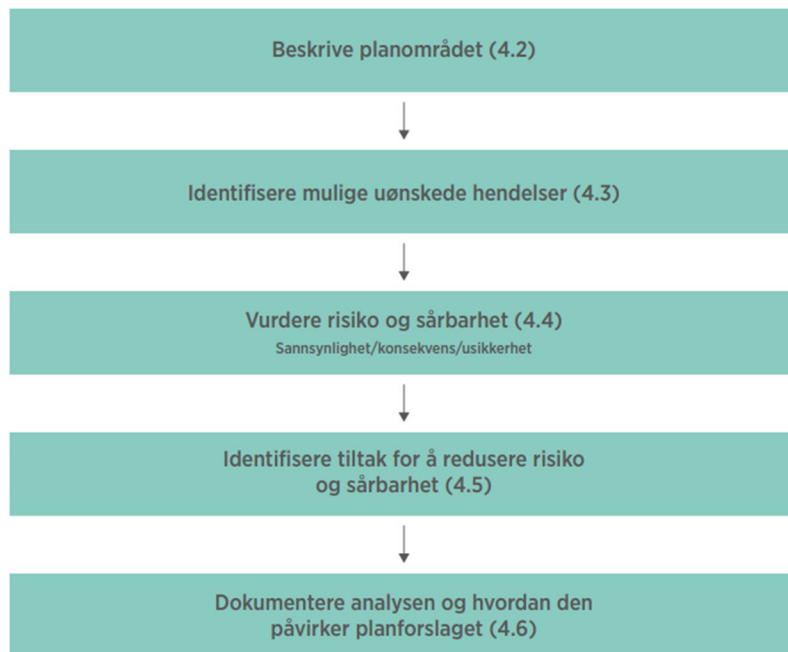 Beskrive planområdet (4.2)
Identifisere mulige uønskede hendelser (4.3)
Vurdere risiko og sårbarhet (4.4)
Sannsynlighet/konsekvens/usikkerhet
Identifisere tiltak for å redusere risiko
og sårbarhet (4.5)
Dokumentere analysen og hvordan den
påvirker planforslaget (4.6)